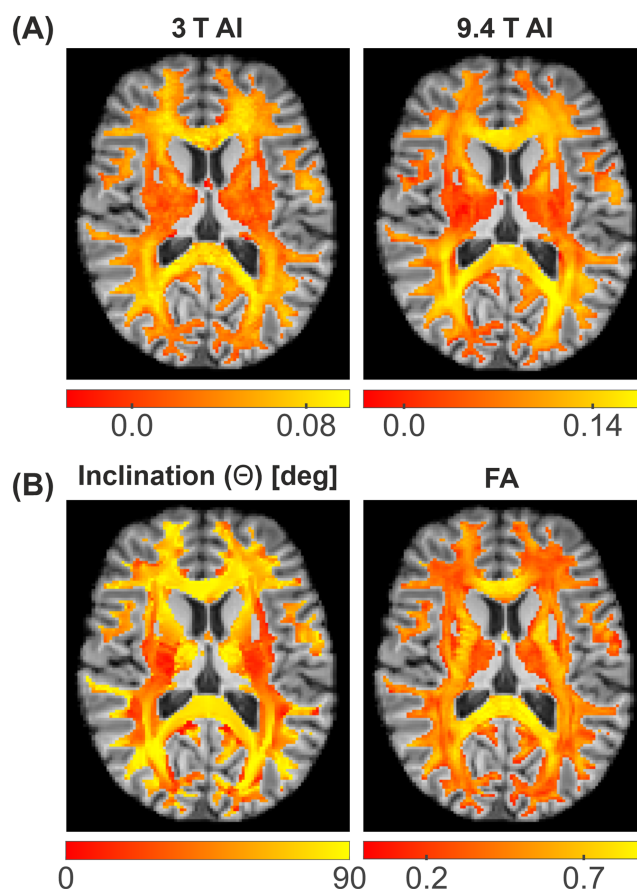 (A)
3 T AI
9.4 T AI
0.0
0.08
0.0
0.14
(B)
Inclination (Θ) [deg]
FA
0
90
0.2
0.7